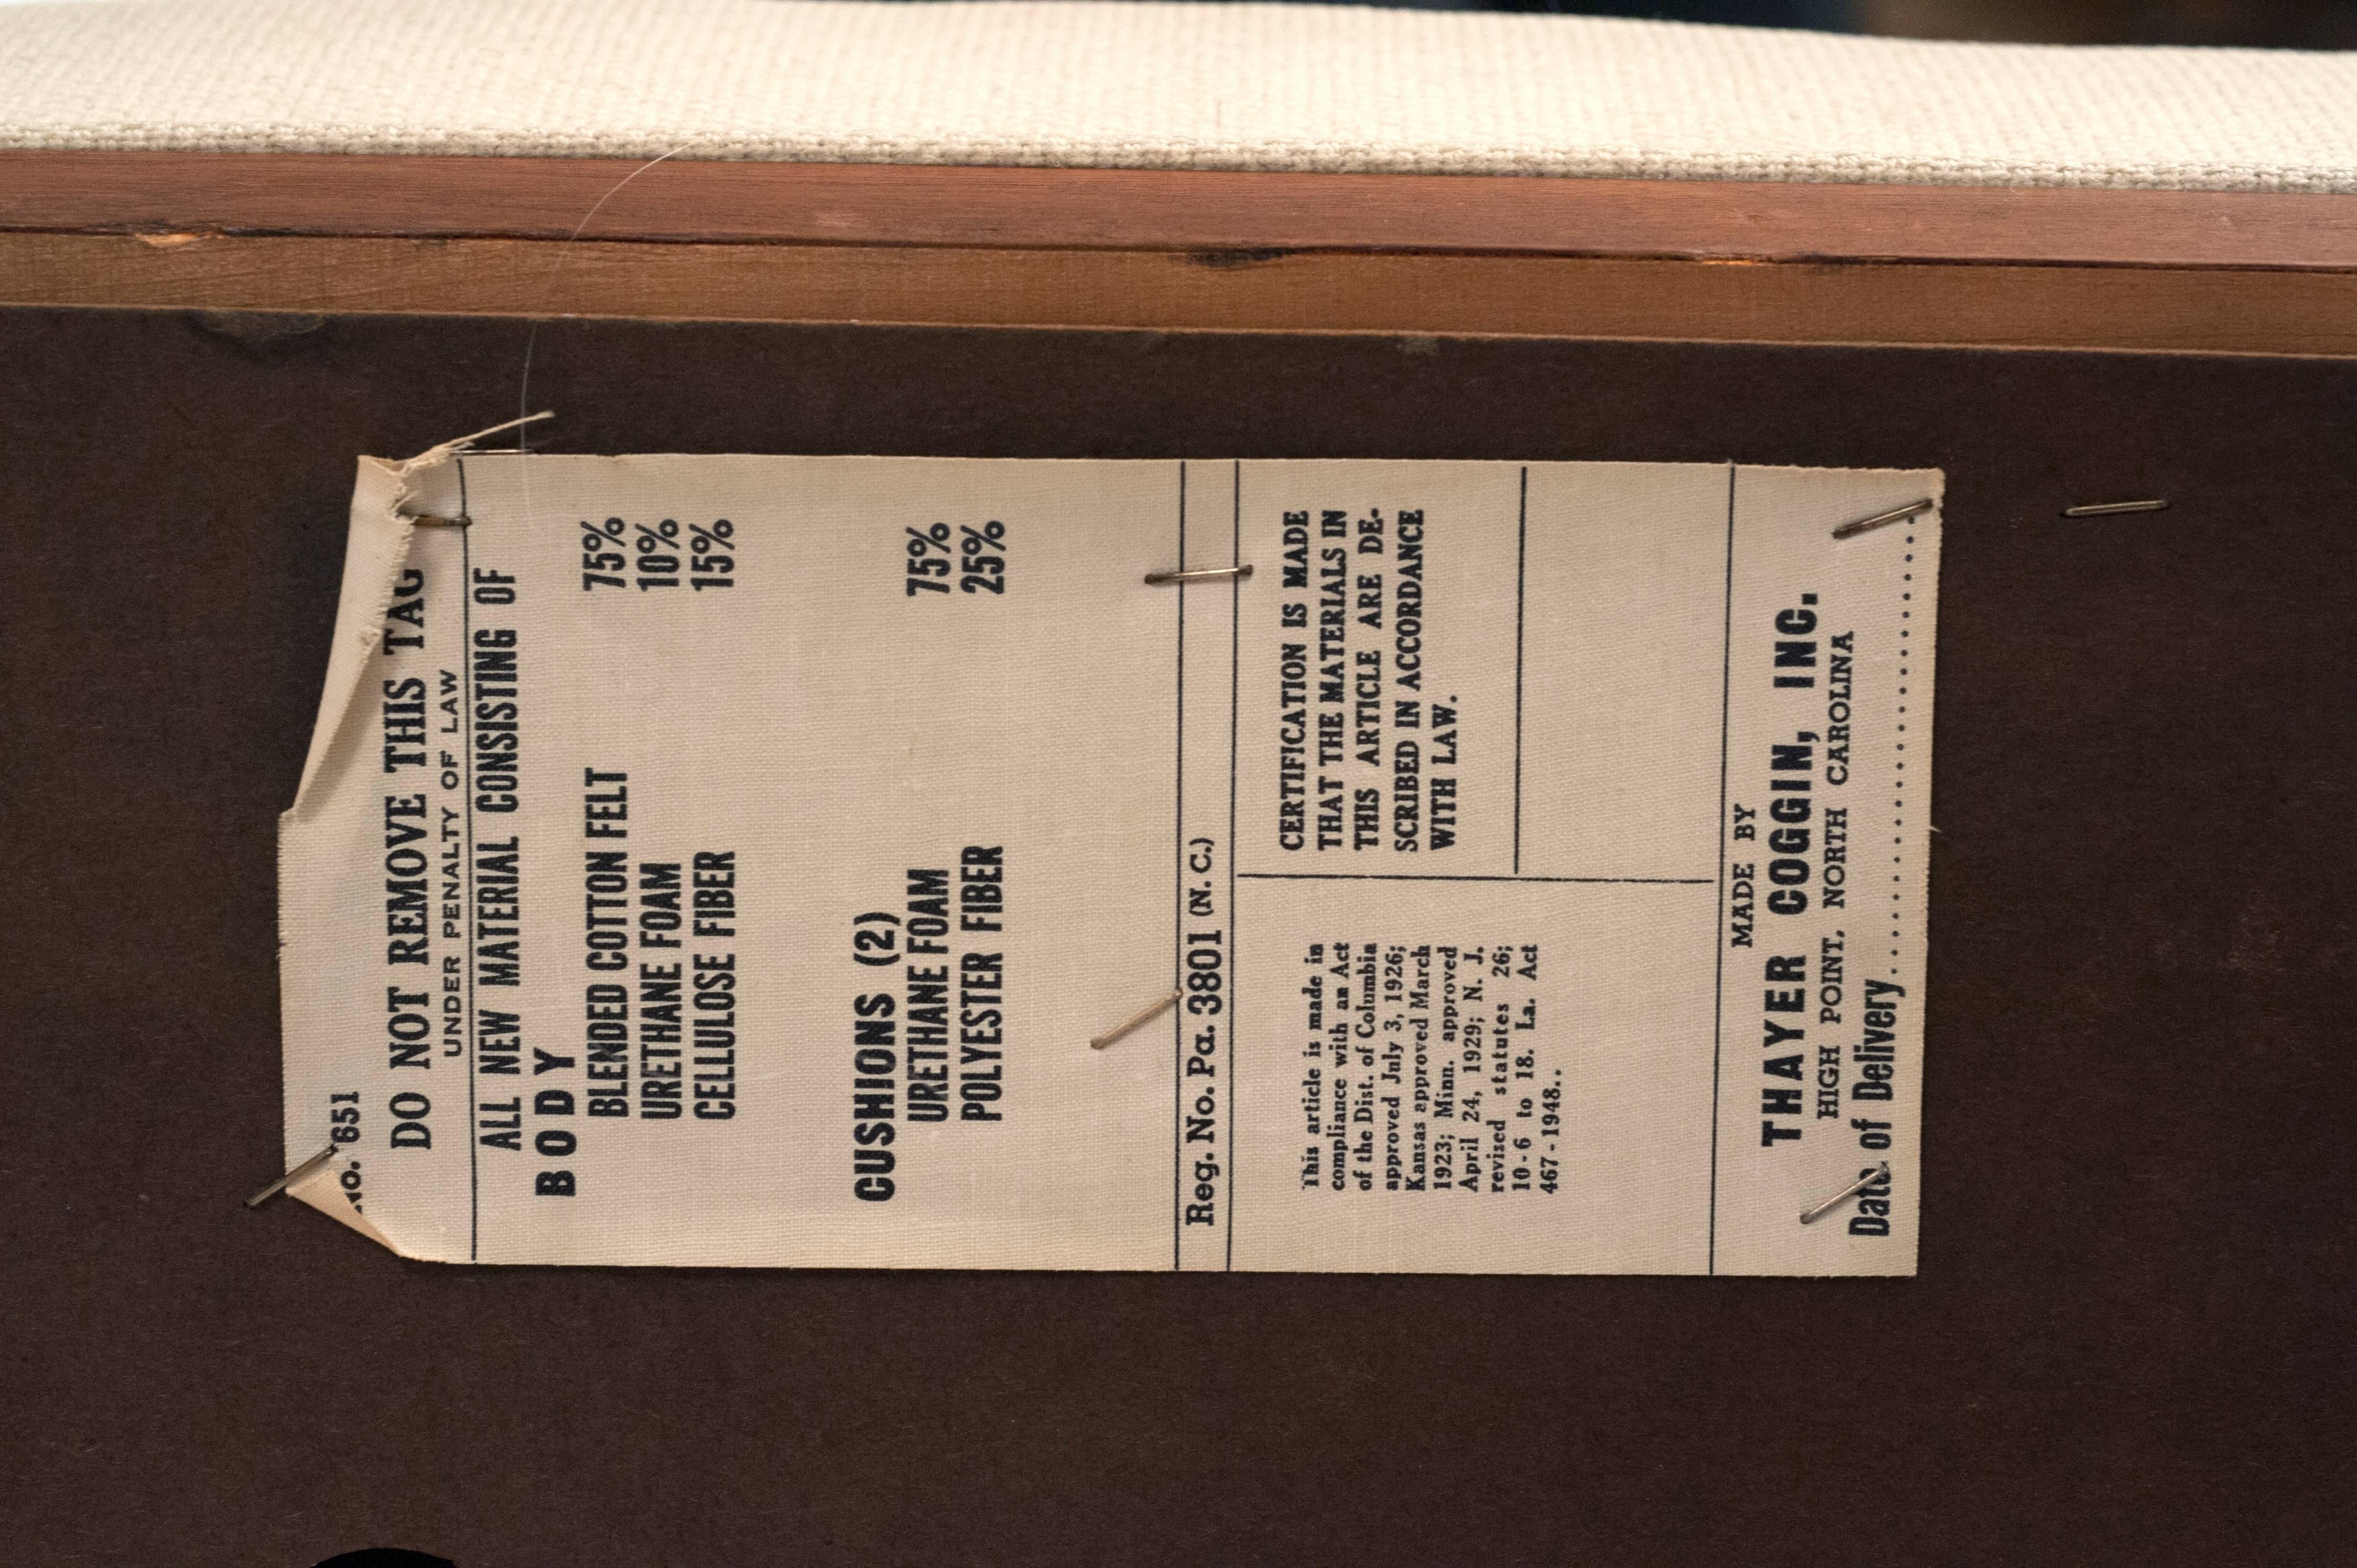 No. 651
DO NOT REMOVE THIS TAG
UNDER PENALTY OF LAW
ALL NEW MATERIAL CONSISTING OF
BODY
BLENDED COTTON FELT 75%
URETHANE FOAM 10%
CELLULOSE FIBER 15%
CUSHIONS (2)
URETHANE FOAM 75%
POLYESTER FIBER 25%
Reg. No. Pa. 3801 (N. C.)
This article is made in
compliance with an Act
of the Dist. of Columbia
approved July 3, 1926;
Kansas approved March
1923; Minn. approved
April 24, 1929; N. J.
revised statutes 26;
10-6 to 18. La. Act
467-1948..
CERTIFICATION IS MADE
THAT THE MATERIALS IN
THIS ARTICLE ARE DE-
SCRIBED IN ACCORDANCE
WITH LAW.
MADE BY
THAYER COGGIN, INC.
HIGH POINT, NORTH CAROLINA
Date of Delivery..............................